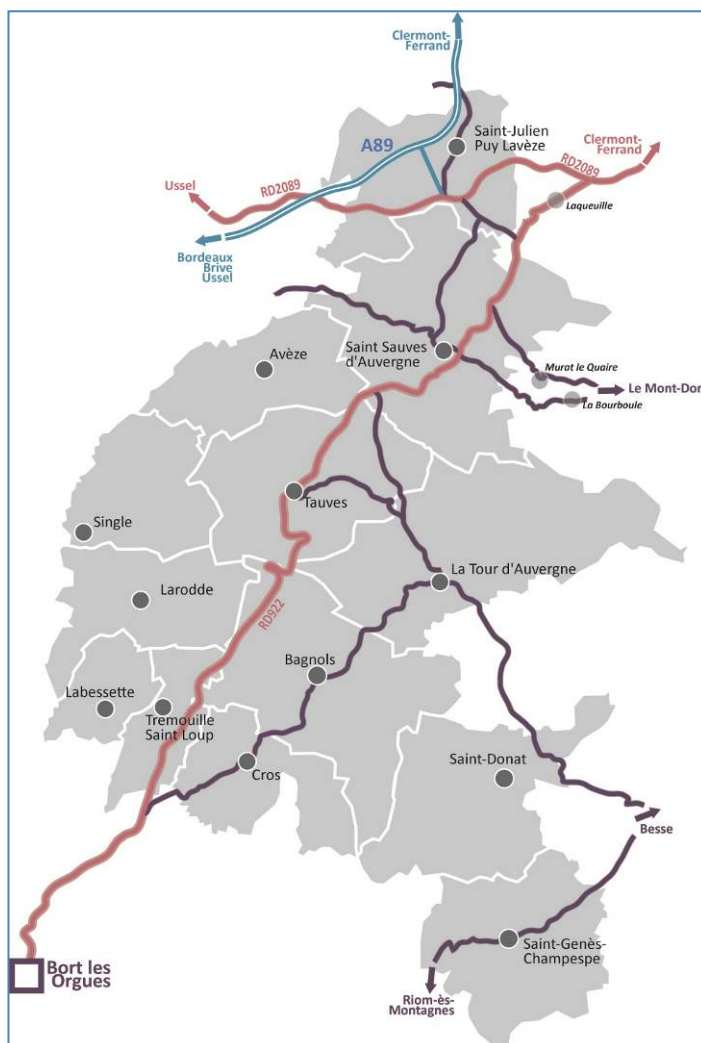 Clermont-
Ferrand
A89
Saint-Julien
Puy Lavèze
Clermont-
Ferrand
RD2089
Ussel
RD2089
Laqueuille
Bordeaux
Brive
Ussel
Saint Sauves
d'Auvergne
Avèze
Murat le Quaire
Le Mont-Dor
La Bourboule
Tauves
Single
La Tour d'Auvergne
Larodde
RD922
Bagnols
Labessette
Tremouille
Saint Loup
Cros
Saint-Donat
Besse
Saint-Genès-
Champespe
Bort les
Orgues
Riom-ès-
Montagnes